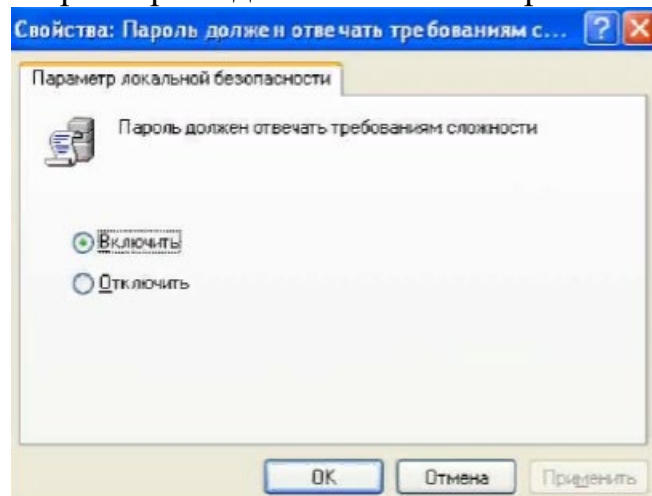 Свойства: Пароль должен отвечать требованиям с...
Параметр локальной безопасности
Пароль должен отвечать требованиям сложности
Включить
Отключить
OK
Отмена
Применить